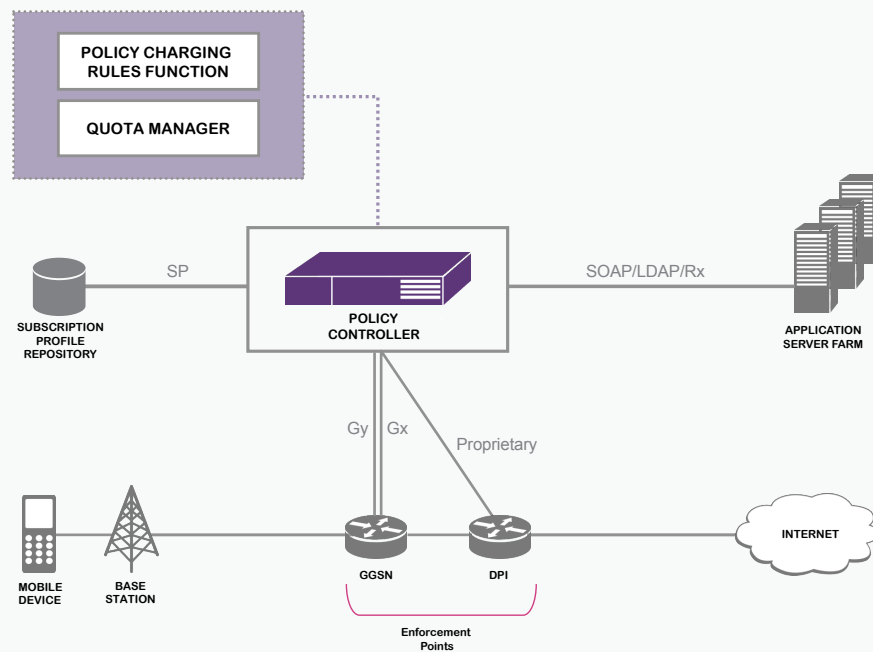 POLICY CHARGING
RULES FUNCTION
QUOTA MANAGER
SP
SOAP/LDAP/Rx
SUBSCRIPTION
PROFILE
REPOSITORY
POLICY
CONTROLLER
APPLICATION
SERVER FARM
Gy
Gx
Proprietary
MOBILE
DEVICE
BASE
STATION
GGSN
DPI
INTERNET
Enforcement
Points